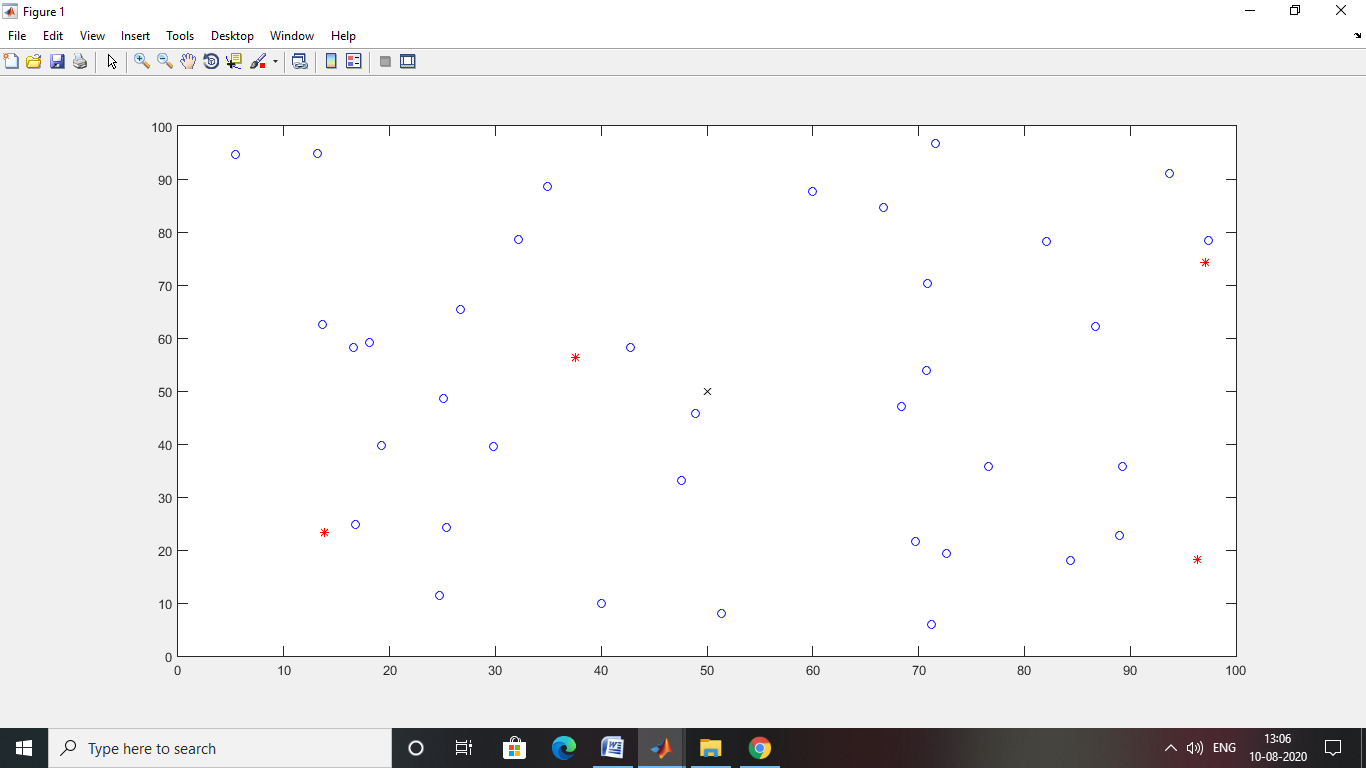 Figure 1
File Edit View Insert Tools Desktop Window Help
100
90
80
70
60
50
40
30
20
10
0
0 10 20 30 40 50 60 70 80 90 100
Type here to search
ENG
13:06
10-08-2020